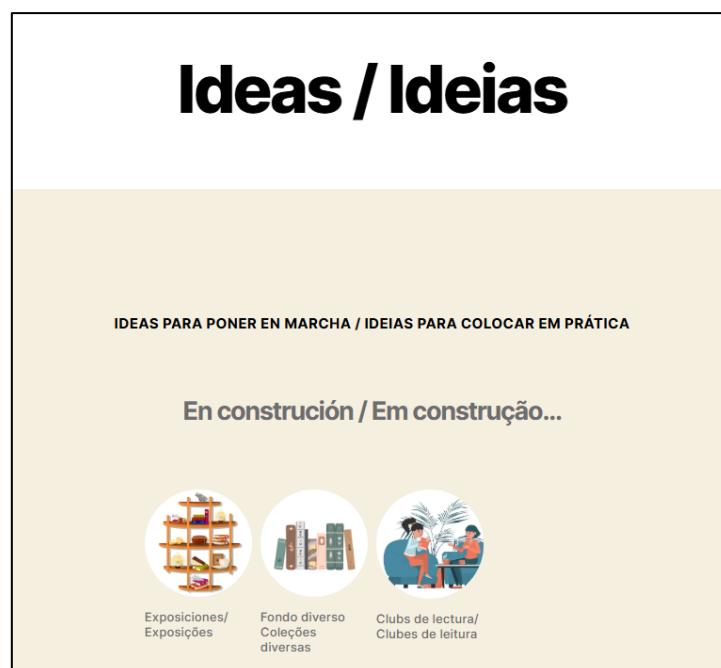 Ideas / Ideias
IDEAS PARA PONER EN MARCHA / IDEIAS PARA COLOCAR EM PRÁTICA
En construción / Em construção...
Exposiciones/
Exposições
Fondo diverso
Coleções
diversas
Clubs de lectura/
Clubes de leitura